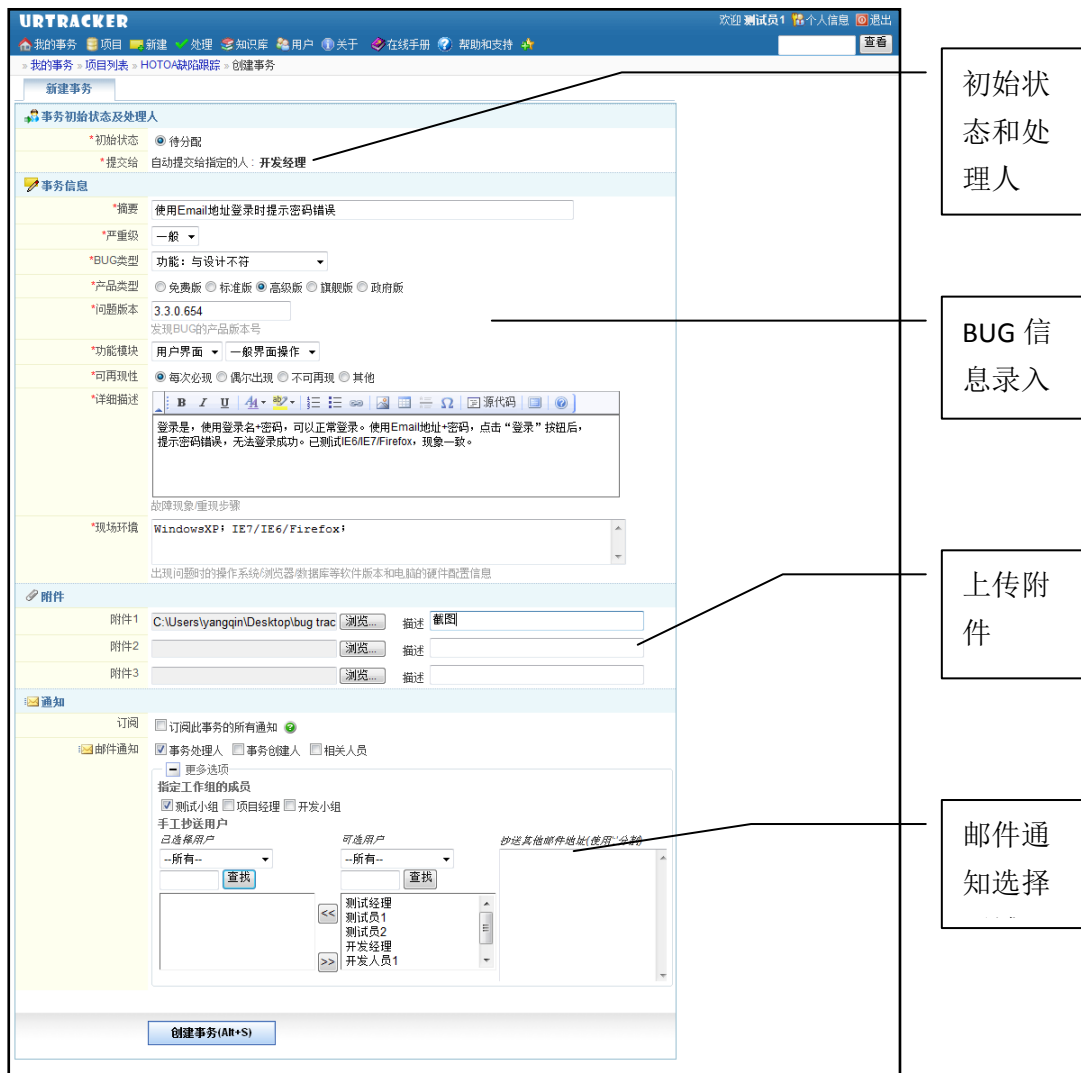 URTRACKER
欢迎 测试员1 个人信息 退出
我的事务 项目 新建 处理 知识库 用户 关于 在线手册 帮助和支持 查看
» 我的事务 » 项目列表 » HOTOA缺陷跟踪 » 创建事务
新建事务
事务初始状态及处理人
*初始状态 待分配
*提交给 自动提交给指定的人：开发经理
事务信息
*摘要 使用Email地址登录时提示密码错误
*严重级 一般
*BUG类型 功能：与设计不符
*产品类型 免费版 标准版 高级版 旗舰版 政府版
*问题版本 3.3.0.654
发现BUG的产品版本号
*功能模块 用户界面 一般界面操作
*可再现性 每次必现 偶尔出现 不可再现 其他
*详细描述 B I U 源代码
登录是，使用登录名+密码，可以正常登录。使用Email地址+密码，点击“登录”按钮后，
提示密码错误，无法登录成功。已测试IE6/IE7/Firefox，现象一致。
故障现象/重现步骤
*现场环境 WindowsXP; IE7/IE6/Firefox;
出现问题时的操作系统/浏览器/数据库等软件版本和电脑的硬件配置信息
附件
附件1 C:\Users\yangqin\Desktop\bug trac 浏览... 描述 截图
附件2 浏览... 描述
附件3 浏览... 描述
通知
订阅 订阅此事务的所有通知
邮件通知 事务处理人 事务创建人 相关人员
更多选项
指定工作组的成员
测试小组 项目经理 开发小组
手工抄送用户
已选择用户 可选用户 抄送其他邮件地址(使用';'分割)
--所有-- --所有--
查找 查找
<< >>
测试经理
测试员1
测试员2
开发经理
开发人员1
创建事务(Alt+S)
初始状
态和处
理人
BUG 信
息录入
上传附
件
邮件通
知选择